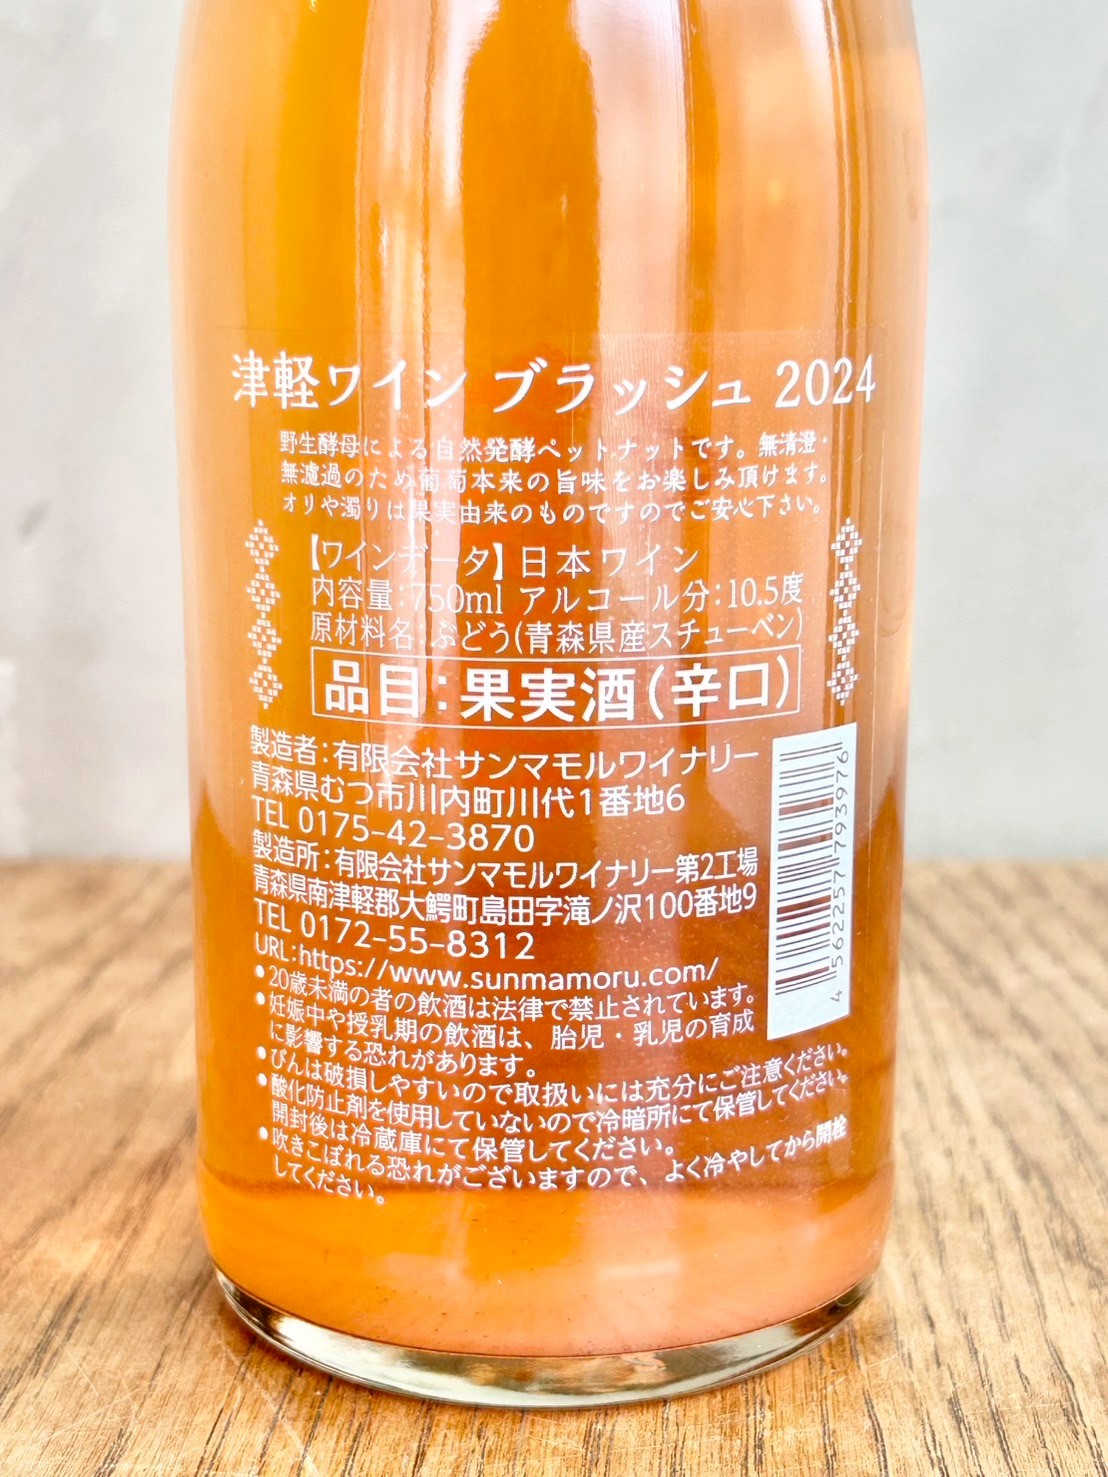 津軽ワイン ブラッシュ 2024
野生酵母による自然発酵ペットナットです。無清澄・
無濾過のため葡萄本来の旨味をお楽しみ頂けます。
オリや濁りは果実由来のものですのでご安心下さい。
【ワインデータ】日本ワイン
内容量:750ml アルコール分:10.5度
原材料名:ぶどう(青森県産スチューベン)
品目:果実酒(辛口)
製造者:有限会社サンマモルワイナリー
青森県むつ市川内町川代1番地6
TEL 0175-42-3870
製造所:有限会社サンマモルワイナリー第2工場
青森県南津軽郡大鰐町島田字滝ノ沢100番地9
TEL 0172-55-8312
URL:https://www.sunmamoru.com/
•20歳未満の者の飲酒は法律で禁止されています。
•妊娠中や授乳期の飲酒は、胎児・乳児の育成
に影響する恐れがあります。
•びんは破損しやすいので取扱いには充分にご注意ください。
•酸化防止剤を使用していないので冷暗所にて保管してください。
開封後は冷蔵庫にて保管してください。
•吹きこぼれる恐れがございますので、よく冷やしてから開栓
してください。
4 562257 793976